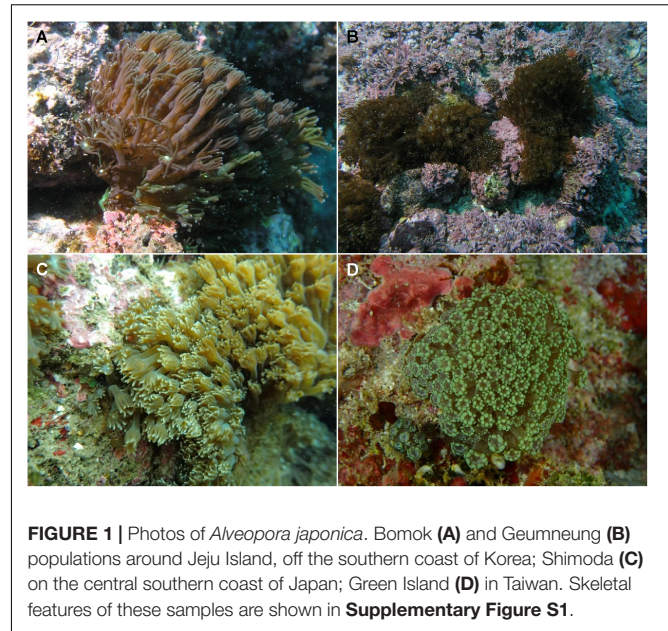 A
B
C
D
FIGURE 1 | Photos of Alveopora japonica. Bomok (A) and Geumneung (B)
populations around Jeju Island, off the southern coast of Korea; Shimoda (C)
on the central southern coast of Japan; Green Island (D) in Taiwan. Skeletal
features of these samples are shown in Supplementary Figure S1.